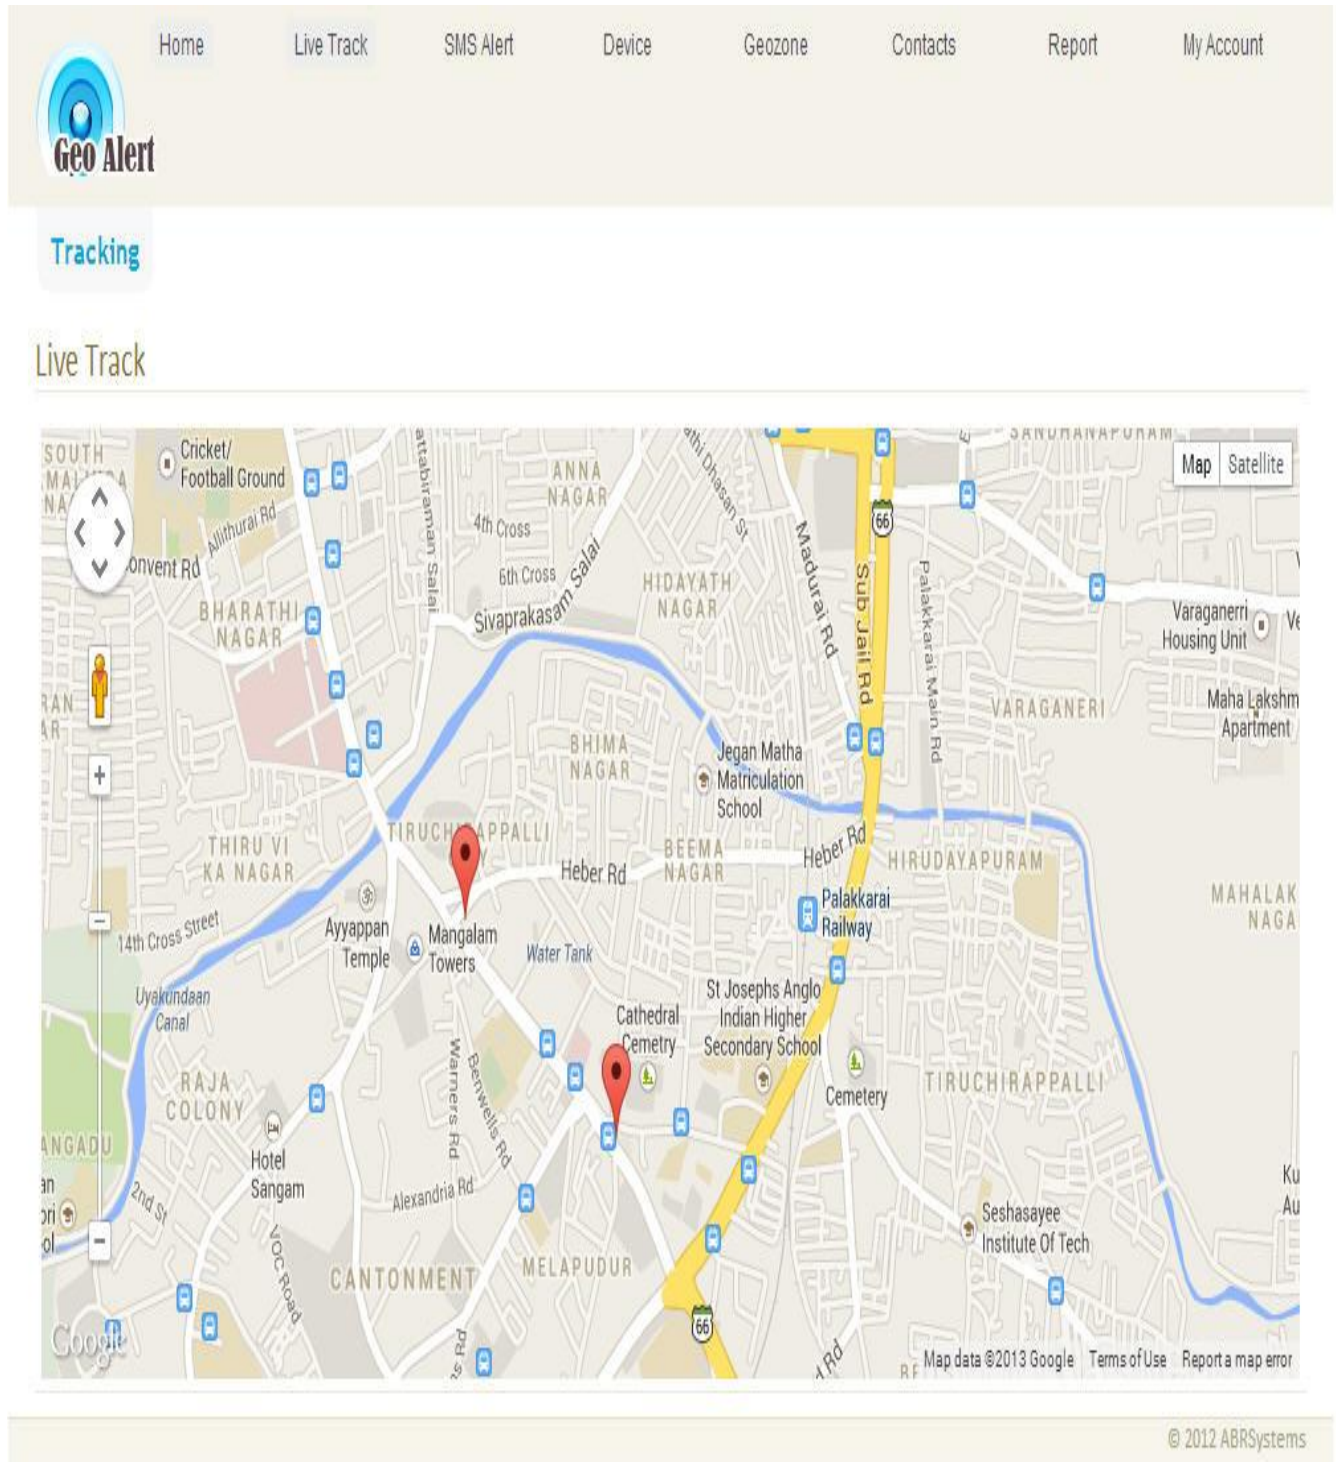 Home Live Track SMS Alert Device Geozone Contacts Report My Account
Geo Alert
Tracking
Live Track
SOUTH
Cricket/
Football Ground
Map Satellite
ANNA
NAGAR
4th Cross
6th Cross
Allithurai Rd
Sivaprakasam Salai
HIDAYATH
NAGAR
Madurai Rd
Sub Jail Rd
66
Palakkarai Main Rd
BHARATHI
NAGAR
Varaganerri
Housing Unit
VARAGANERI
Maha Lakshm
Apartment
BHIMA
NAGAR
Jegan Matha
Matriculation
School
THIRU VI
KA NAGAR
TIRUCHIRAPPALLI
Heber Rd
BEEMA
NAGAR
Heber Rd
HIRUDAYAPURAM
MAHALAK
NAGA
Palakkarai
Railway
14th Cross Street
Ayyappan
Temple
Mangalam
Towers
Water Tank
Uyakundaan
Canal
St Josephs Anglo
Indian Higher
Secondary School
Cathedral
Cemetry
Warners Rd
Benwells Rd
RAJA
COLONY
Cemetery
TIRUCHIRAPPALLI
ANGADU
Hotel
Sangam
2nd St
Alexandria Rd
VOC Road
Seshasayee
Institute Of Tech
Ku
Au
CANTONMENT
MELAPUDUR
66
Google
Map data ©2013 Google Terms of Use Report a map error
© 2012 ABRSystems